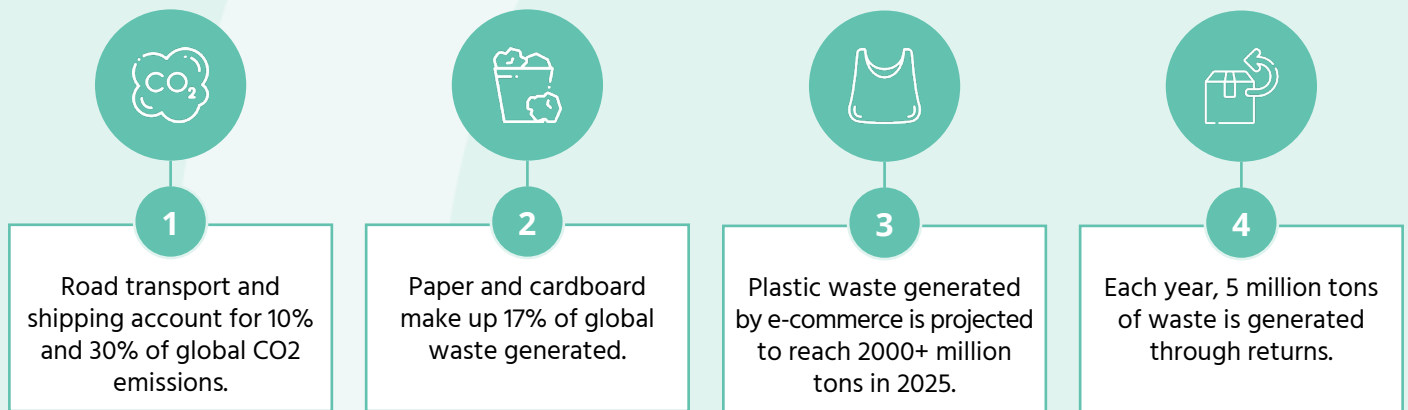 CO2
1
Road transport and
shipping account for 10%
and 30% of global CO2
emissions.
2
Paper and cardboard
make up 17% of global
waste generated.
3
Plastic waste generated
by e-commerce is projected
to reach 2000+ million
tons in 2025.
4
Each year, 5 million tons
of waste is generated
through returns.